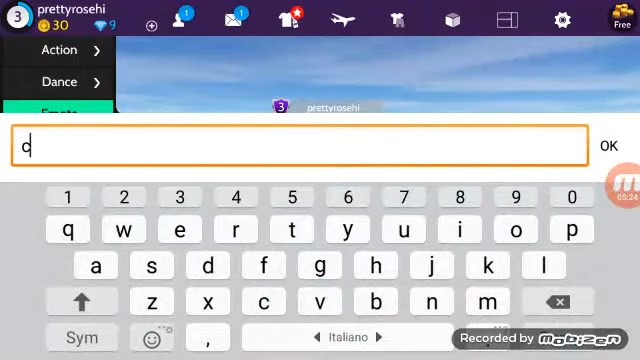 3 prettyrosehi
30 9 1 1 Free
Action
Dance
3 prettyrosehi
c
OK
05:24
1 2 3 4 5 6 7 8 9 0
q w e r t y u i o p
a s d f g h j k l
z x c v b n m
Sym , Italiano
Recorded by mobizen